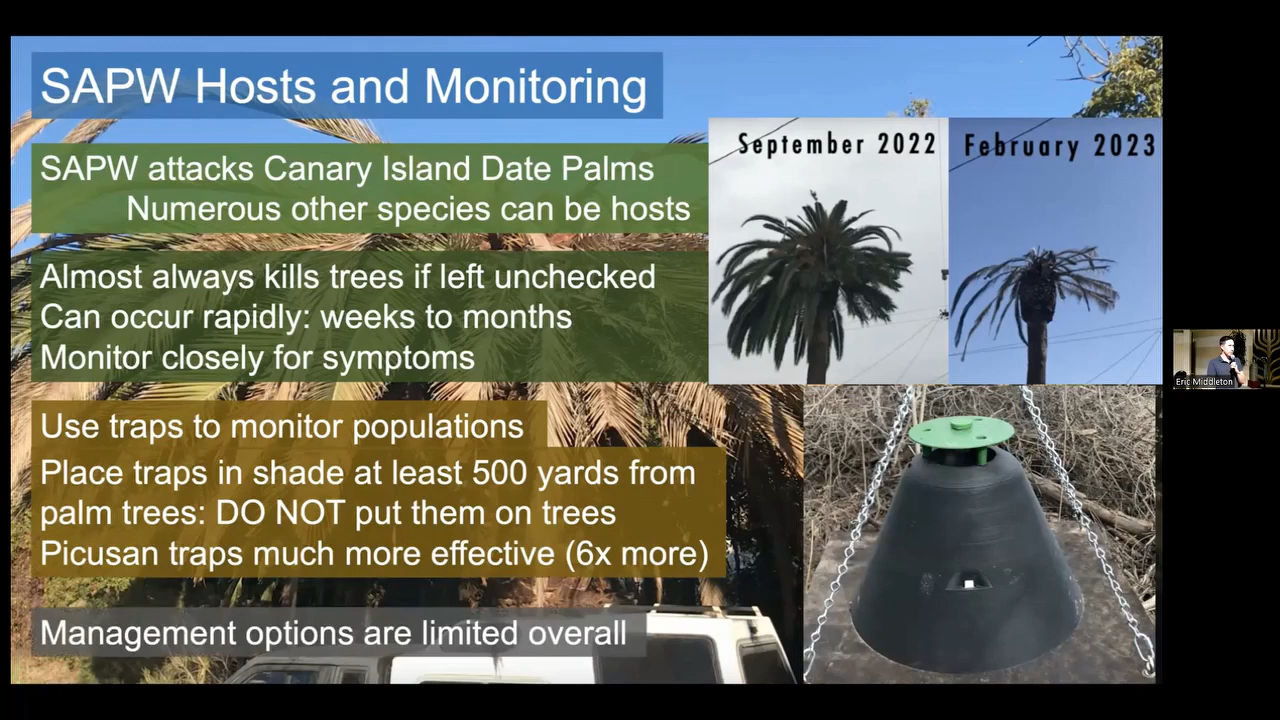 SAPW Hosts and Monitoring
SAPW attacks Canary Island Date Palms
Numerous other species can be hosts
Almost always kills trees if left unchecked
Can occur rapidly: weeks to months
Monitor closely for symptoms
Use traps to monitor populations
Place traps in shade at least 500 yards from
palm trees: DO NOT put them on trees
Picusan traps much more effective (6x more)
Management options are limited overall
September 2022
February 2023
Eric Middleton